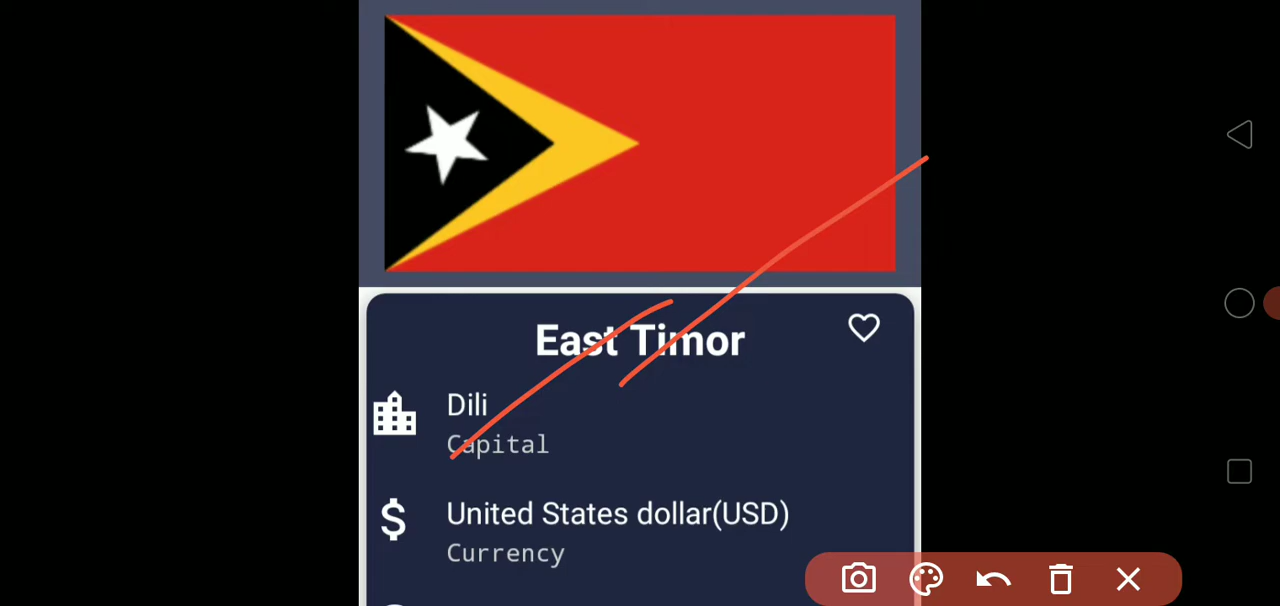 East Timor
Dili
Capital
United States dollar(USD)
Currency